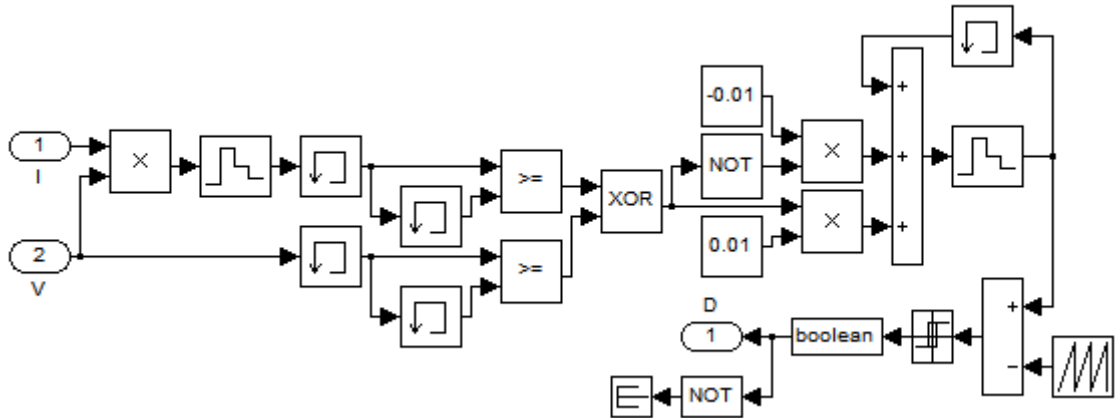 1
I
2
V
×
>=
>=
XOR
-0.01
NOT
0.01
×
×
+
+
+
+
−
boolean
D
1
NOT